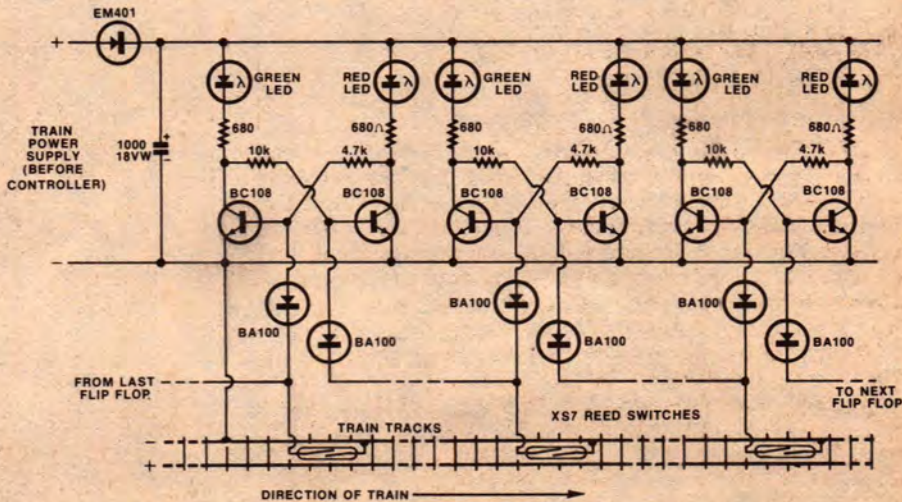 EM401
+
GREEN LED
RED LED
GREEN LED
RED LED
GREEN LED
RED LED
λ
λ
λ
λ
λ
λ
TRAIN
POWER
SUPPLY
(BEFORE
CONTROLLER)
1000
18VW
+
−
680
680Ω
680
680Ω
680
680Ω
10k
4.7k
10k
4.7k
10k
4.7k
BC108
BC108
BC108
BC108
BC108
BC108
−
BA100
BA100
BA100
BA100
BA100
BA100
FROM LAST
FLIP FLOP.
TO NEXT
FLIP FLOP
TRAIN TRACKS
XS7 REED SWITCHES
−
+
DIRECTION OF TRAIN